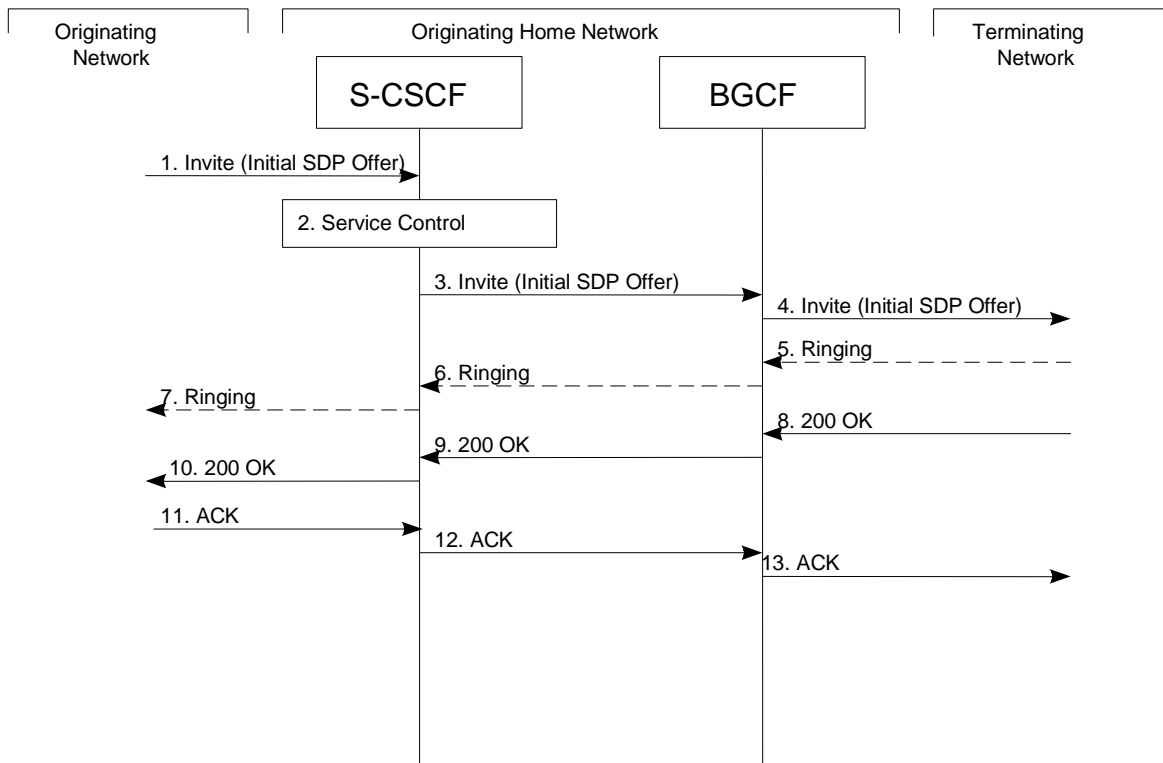 Originating
Network
Originating Home Network
Terminating
Network
S-CSCF
BGCF
1. Invite (Initial SDP Offer)
2. Service Control
3. Invite (Initial SDP Offer)
4. Invite (Initial SDP Offer)
5. Ringing
6. Ringing
7. Ringing
8. 200 OK
9. 200 OK
10. 200 OK
11. ACK
12. ACK
13. ACK